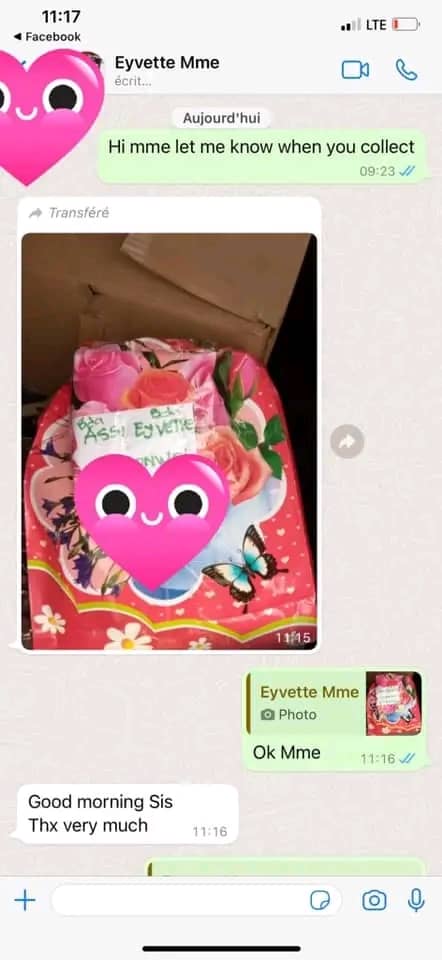 11:17
LTE
Facebook
Eyvette Mme
écrit...
Aujourd'hui
Hi mme let me know when you collect
09:23
Transféré
ASSI EYVETTE
11:15
Eyvette Mme
Photo
Ok Mme
11:16
Good morning Sis
Thx very much
11:16